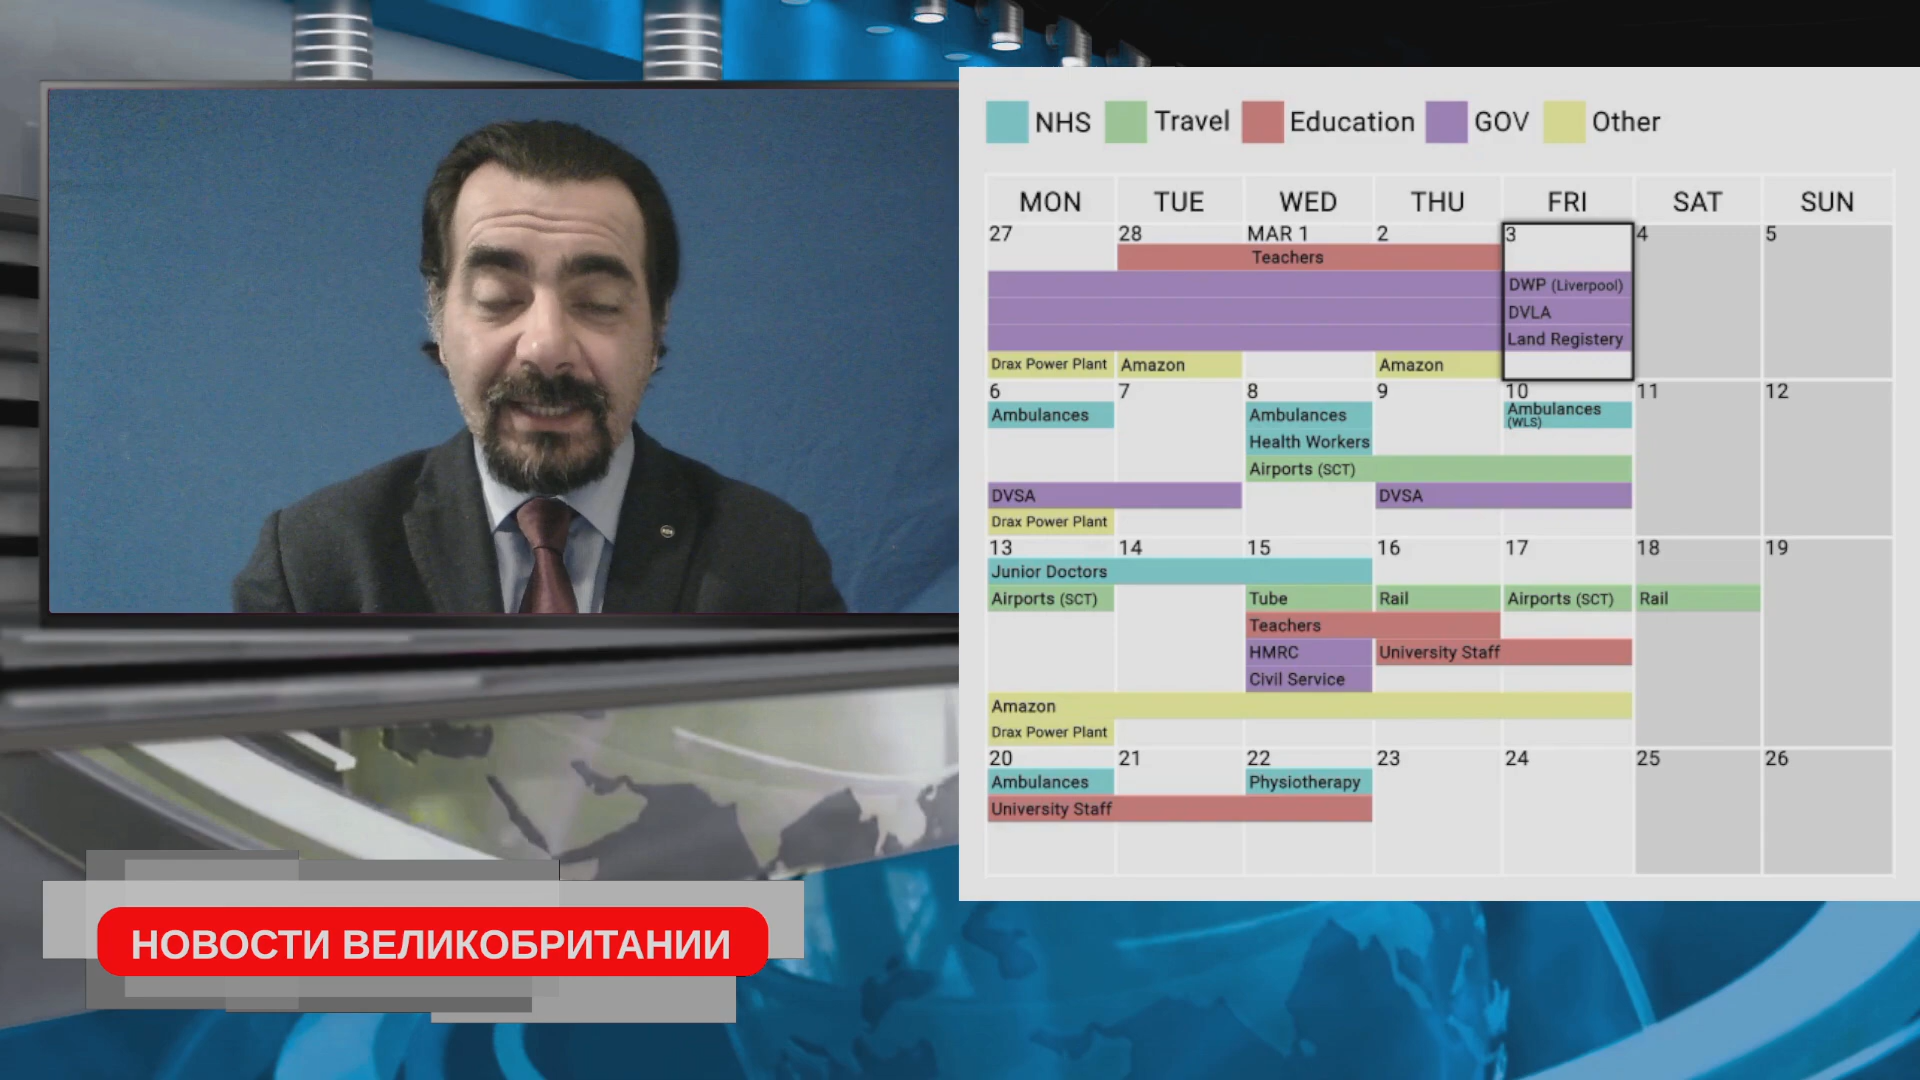 NHS Travel Education GOV Other
MON TUE WED THU FRI SAT SUN
27 28 MAR 1 2 3 4 5
Teachers
DWP (Liverpool)
DVLA
Land Registery
Drax Power Plant Amazon Amazon
6 7 8 9 10 11 12
Ambulances Ambulances Ambulances
(WLS)
Health Workers
Airports (SCT)
DVSA DVSA
Drax Power Plant
13 14 15 16 17 18 19
Junior Doctors
Airports (SCT) Tube Rail Airports (SCT) Rail
Teachers
HMRC University Staff
Civil Service
Amazon
Drax Power Plant
20 21 22 23 24 25 26
Ambulances Physiotherapy
University Staff
НОВОСТИ ВЕЛИКОБРИТАНИИ